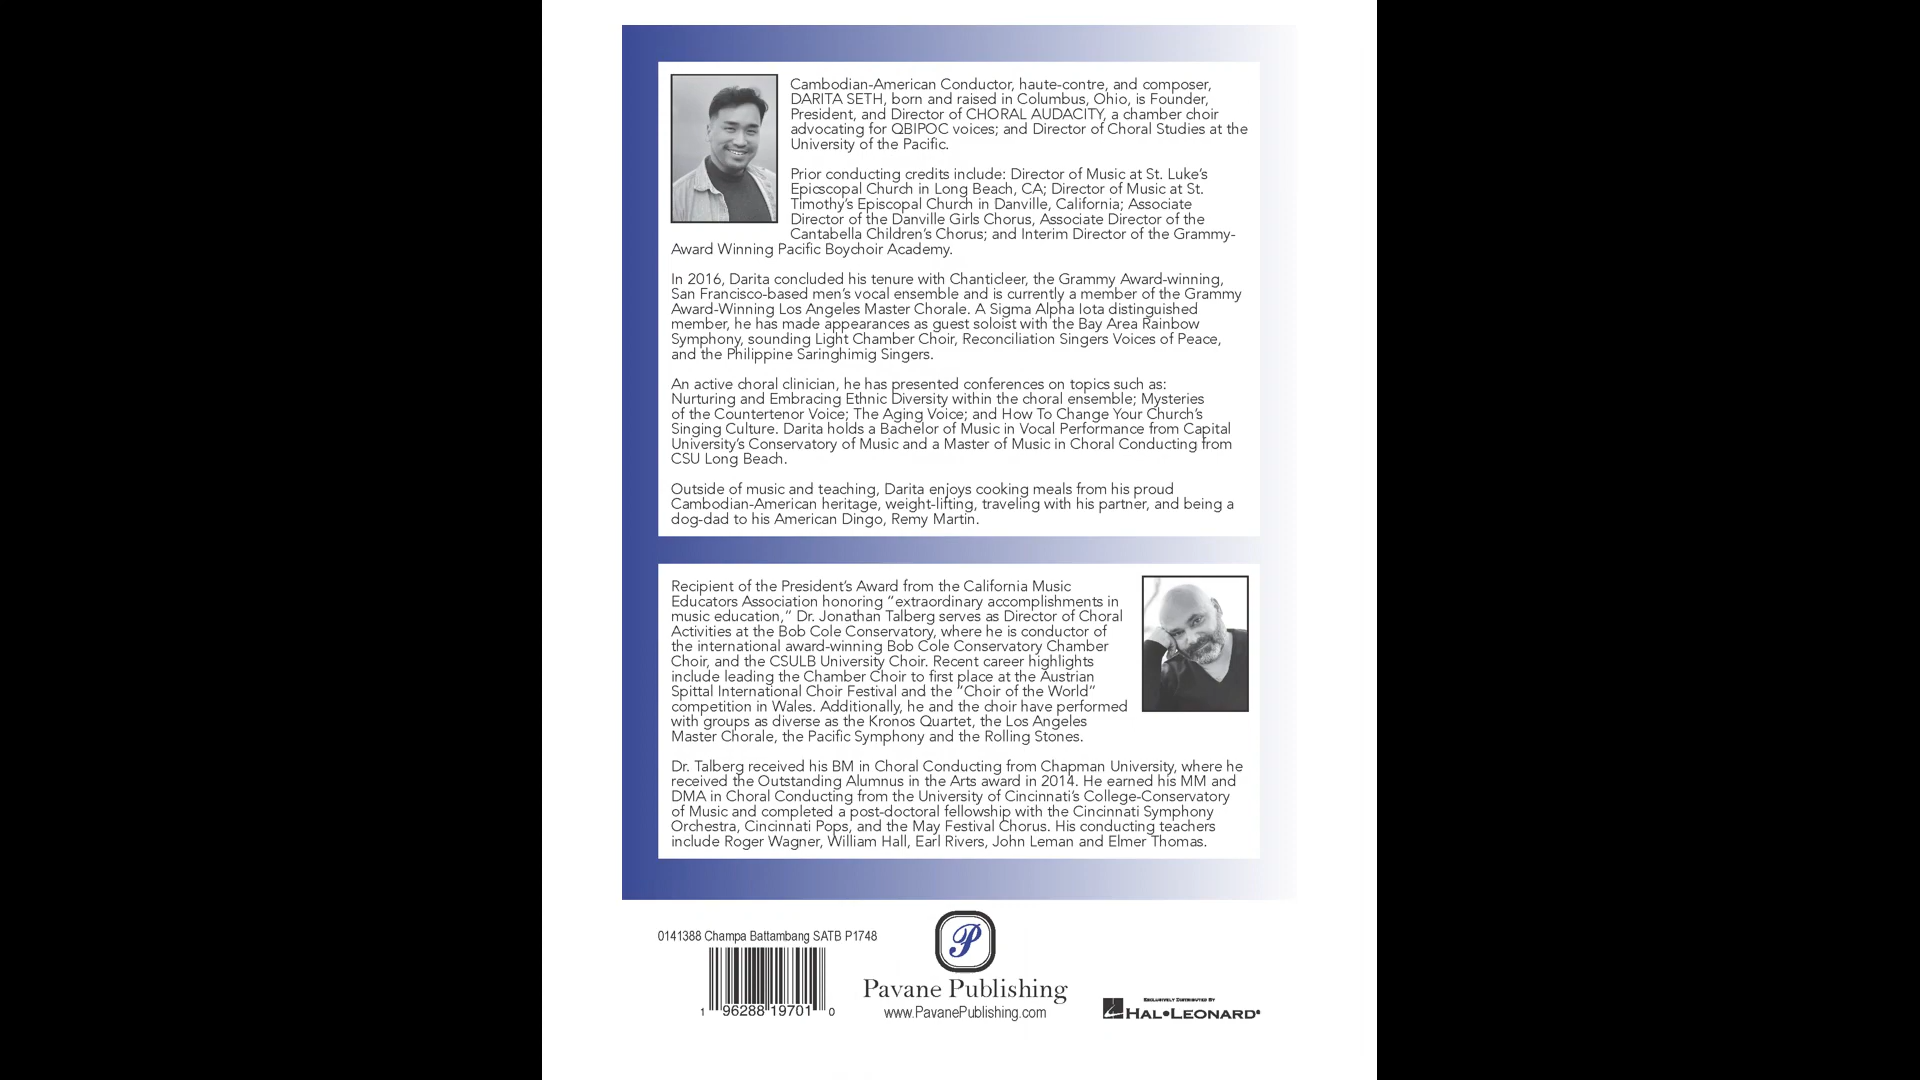 Cambodian-American Conductor, haute-contre, and composer,
DARITA SETH, born and raised in Columbus, Ohio, is Founder,
President, and Director of CHORAL AUDACITY, a chamber choir
advocating for QBIPOC voices; and Director of Choral Studies at the
University of the Pacific.
Prior conducting credits include: Director of Music at St. Luke's
Epicscopal Church in Long Beach, CA; Director of Music at St.
Timothy's Episcopal Church in Danville, California; Associate
Director of the Danville Girls Chorus, Associate Director of the
Cantabella Children's Chorus; and Interim Director of the Grammy-
Award Winning Pacific Boychoir Academy.
In 2016, Darita concluded his tenure with Chanticleer, the Grammy Award-winning,
San Francisco-based men's vocal ensemble and is currently a member of the Grammy
Award-Winning Los Angeles Master Chorale. A Sigma Alpha Iota distinguished
member, he has made appearances as guest soloist with the Bay Area Rainbow
Symphony, sounding Light Chamber Choir, Reconciliation Singers Voices of Peace,
and the Philippine Saringhimig Singers.
An active choral clinician, he has presented conferences on topics such as:
Nurturing and Embracing Ethnic Diversity within the choral ensemble; Mysteries
of the Countertenor Voice; The Aging Voice; and How To Change Your Church's
Singing Culture. Darita holds a Bachelor of Music in Vocal Performance from Capital
University's Conservatory of Music and a Master of Music in Choral Conducting from
CSU Long Beach.
Outside of music and teaching, Darita enjoys cooking meals from his proud
Cambodian-American heritage, weight-lifting, traveling with his partner, and being a
dog-dad to his American Dingo, Remy Martin.
Recipient of the President's Award from the California Music
Educators Association honoring "extraordinary accomplishments in
music education," Dr. Jonathan Talberg serves as Director of Choral
Activities at the Bob Cole Conservatory, where he is conductor of
the international award-winning Bob Cole Conservatory Chamber
Choir, and the CSULB University Choir. Recent career highlights
include leading the Chamber Choir to first place at the Austrian
Spittal International Choir Festival and the "Choir of the World"
competition in Wales. Additionally, he and the choir have performed
with groups as diverse as the Kronos Quartet, the Los Angeles
Master Chorale, the Pacific Symphony and the Rolling Stones.
Dr. Talberg received his BM in Choral Conducting from Chapman University, where he
received the Outstanding Alumnus in the Arts award in 2014. He earned his MM and
DMA in Choral Conducting from the University of Cincinnati's College-Conservatory
of Music and completed a post-doctoral fellowship with the Cincinnati Symphony
Orchestra, Cincinnati Pops, and the May Festival Chorus. His conducting teachers
include Roger Wagner, William Hall, Earl Rivers, John Leman and Elmer Thomas.
0141388 Champa Battambang SATB P1748
1 96288 19701 0
P
Pavane Publishing
www.PavanePublishing.com
EXCLUSIVELY DISTRIBUTED BY
HAL•LEONARD®